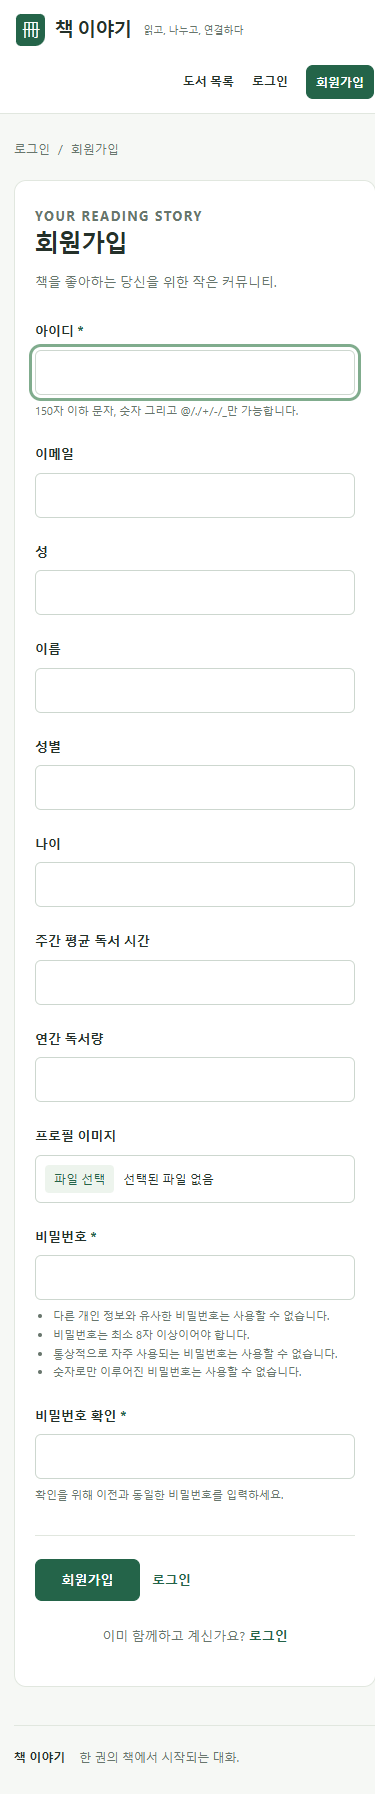 冊 책 이야기 읽고, 나누고, 연결하다
도서 목록 로그인 회원가입
로그인 / 회원가입
YOUR READING STORY
회원가입
책을 좋아하는 당신을 위한 작은 커뮤니티.
아이디 *
150자 이하 문자, 숫자 그리고 @/./+/-/_만 가능합니다.
이메일
성
이름
성별
나이
주간 평균 독서 시간
연간 독서량
프로필 이미지
파일 선택 선택된 파일 없음
비밀번호 *
• 다른 개인 정보와 유사한 비밀번호는 사용할 수 없습니다.
• 비밀번호는 최소 8자 이상이어야 합니다.
• 통상적으로 자주 사용되는 비밀번호는 사용할 수 없습니다.
• 숫자로만 이루어진 비밀번호는 사용할 수 없습니다.
비밀번호 확인 *
확인을 위해 이전과 동일한 비밀번호를 입력하세요.
회원가입 로그인
이미 함께하고 계신가요? 로그인
책 이야기 한 권의 책에서 시작되는 대화.